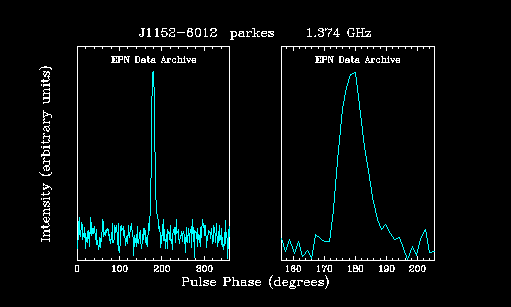 J1152-6012 parkes 1.374 GHz
EPN Data Archive EPN Data Archive
Intensity (arbitrary units)
0 100 200 300 160 170 180 190 200
Pulse Phase (degrees)